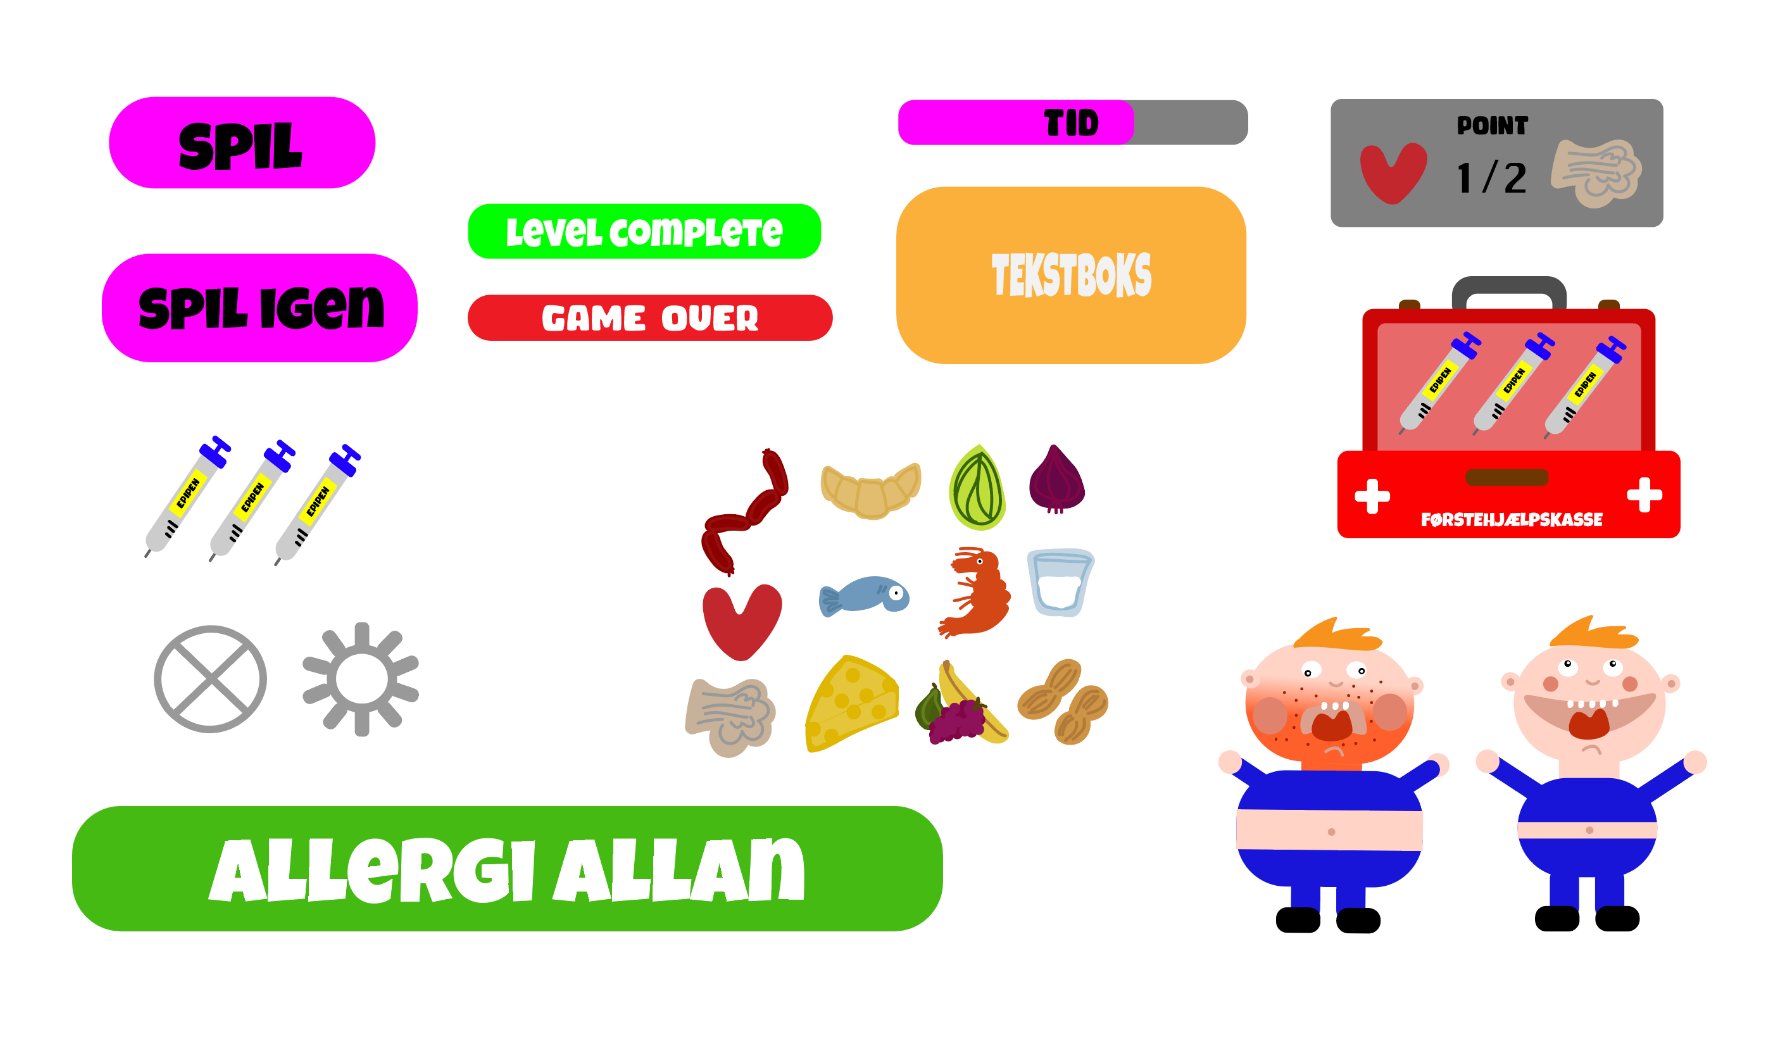 SPIL
SPIL IGEN
LEVEL COMPLETE
GAME OVER
TID
TEKSTBOKS
POINT
1/2
EPIPEN
EPIPEN
EPIPEN
FØRSTEHJÆLPSKASSE
EPIPEN
EPIPEN
EPIPEN
ALLERGI ALLAN